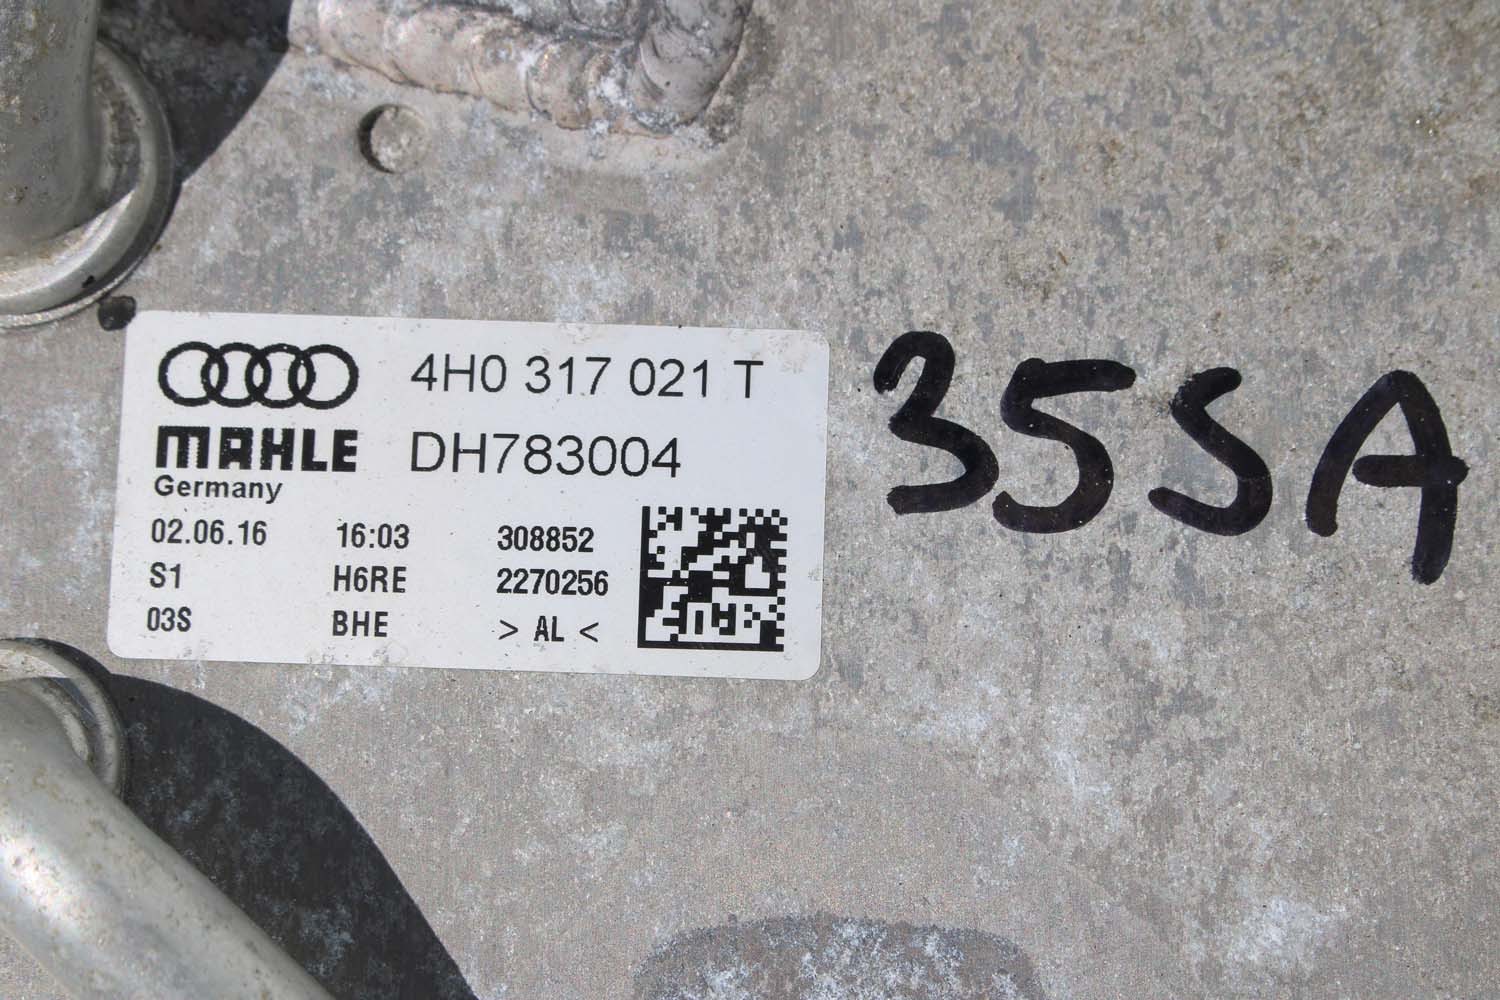 4H0 317 021 T
MAHLE DH783004
Germany
02.06.16 16:03 308852
S1 H6RE 2270256
03S BHE > AL <
35SA